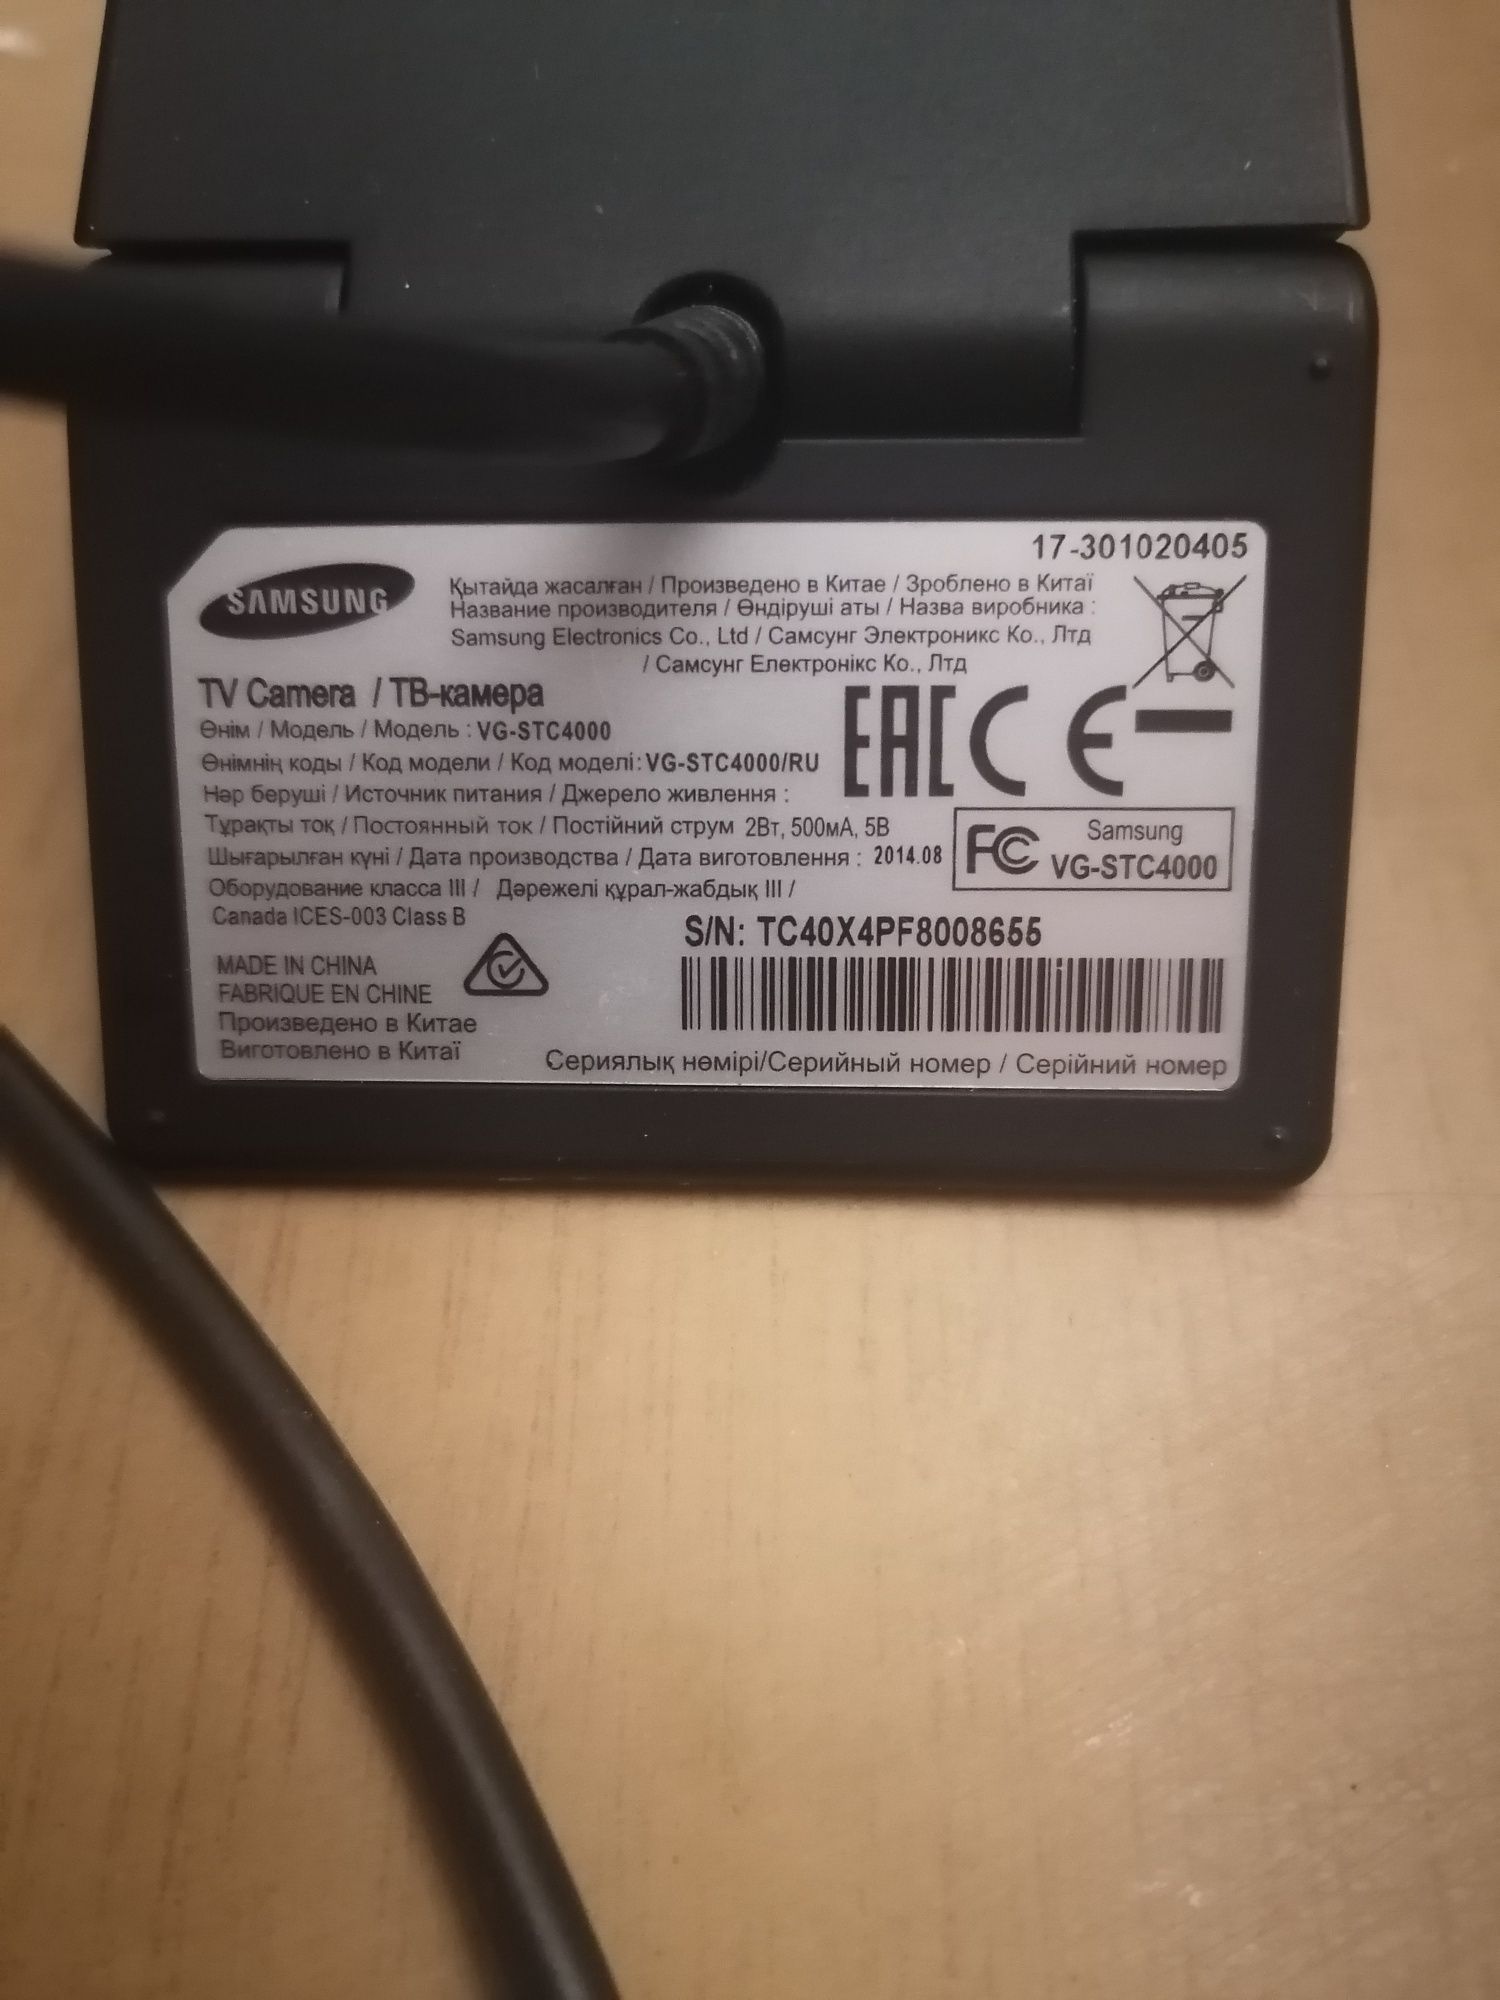 17-301020405
SAMSUNG
Қытайда жасалған / Произведено в Китае / Зроблено в Китаї
Название производителя / Өндіруші аты / Назва виробника :
Samsung Electronics Co., Ltd / Самсунг Электроникс Ко., Лтд
/ Самсунг Електронікс Ко., Лтд
TV Camera / ТВ-камера
Өнім / Модель / Модель : VG-STC4000
Өнімнің коды / Код модели / Код моделі: VG-STC4000/RU
Нәр беруші / Источник питания / Джерело живлення :
Тұрақты ток / Постоянный ток / Постійний струм 2Вт, 500мА, 5В
Шығарылған күні / Дата производства / Дата виготовлення : 2014.08
Оборудование класса III / Дәрежелі құрал-жабдық III /
Canada ICES-003 Class B
EAC CE
FC Samsung
VG-STC4000
S/N: TC40X4PF8008655
MADE IN CHINA
FABRIQUE EN CHINE
Произведено в Китае
Виготовлено в Китаї
Сериялық нөмірі/Серийный номер / Серійний номер